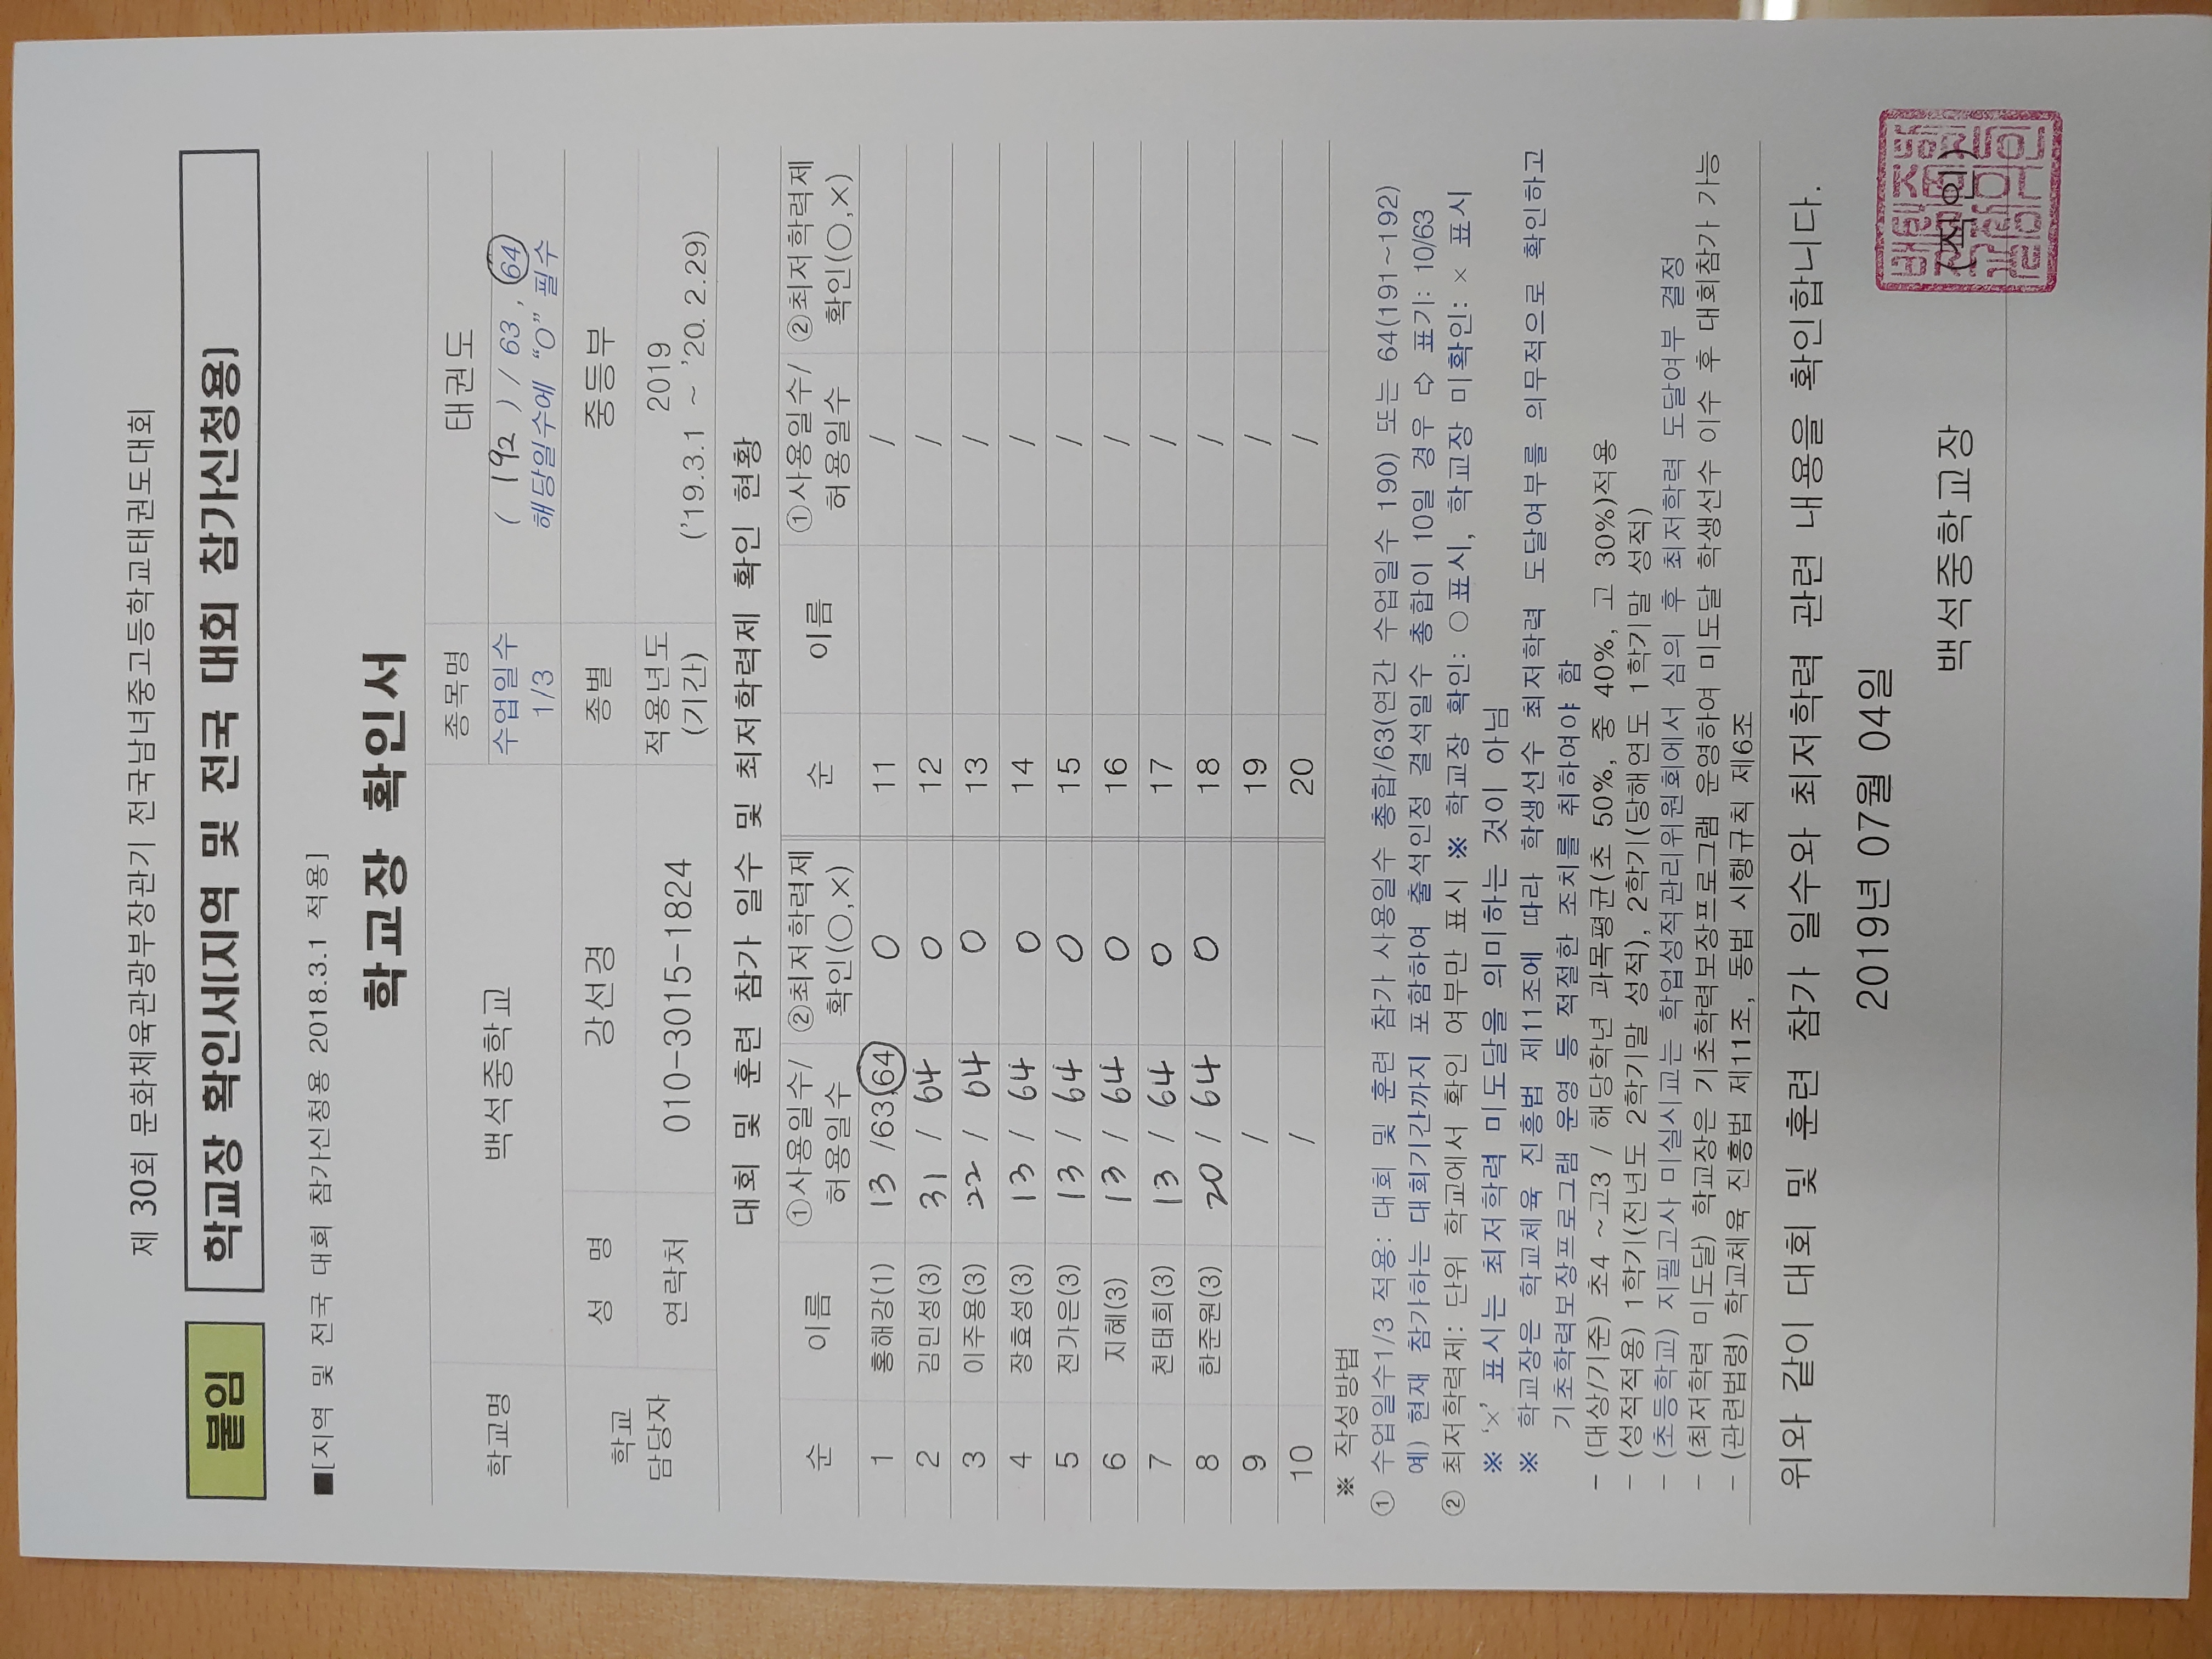 제 30회 문화체육관광부장관기 전국남녀중고등학교태권도대회
붙임 학교장 확인서(지역 및 전국 대회 참가신청용)
■[지역 및 전국 대회 참가신청용 2018.3.1 적용]
학교장 확인서
학교명 백석중학교 종목명 태권도
수업일수 1/3 ( 192 ) / 63 , 64
해당일수에 “O” 필수
학교 담당자 성 명 강선경 종별 중등부
연락처 010-3015-1824 적용년도 (기간) 2019
('19.3.1 ~ '20. 2.29)
대회 및 훈련 참가 일수 및 최저학력제 확인 현황
순 이름 ①사용일수/허용일수 ②최저학력제 확인(○,×) 순 이름 ①사용일수/허용일수 ②최저학력제 확인(○,×)
1 홍해강(1) 13 /63 64 O 11 /
2 김민성(3) 31 / 64 O 12 /
3 이주용(3) 22 / 64 O 13 /
4 장효성(3) 13 / 64 O 14 /
5 전가은(3) 13 / 64 O 15 /
6 지혜(3) 13 / 64 O 16 /
7 천태희(3) 13 / 64 O 17 /
8 한준원(3) 20 / 64 O 18 /
9 / 19 /
10 / 20 /
※ 작성방법
① 수업일수1/3 적용: 대회 및 훈련 참가 사용일수 총합/63(연간 수업일수 190) 또는 64(191~192)
예) 현재 참가하는 대회기간까지 포함하여 출석인정 결석일수 총합이 10일 경우 ⇨ 표기: 10/63
② 최저학력제: 단위 학교에서 확인 여부만 표시 ※ 학교장 확인: ○표시, 학교장 미확인: × 표시
※ ‘×’ 표시는 최저학력 미도달을 의미하는 것이 아님
※ 학교장은 학교체육 진흥법 제11조에 따라 학생선수 최저학력 도달여부를 의무적으로 확인하고
기초학력보장프로그램 운영 등 적절한 조치를 취하여야 함
- (대상/기준) 초4 ~고3 / 해당학년 과목평균(초 50%, 중 40%, 고 30%)적용
- (성적적용) 1학기(전년도 2학기말 성적), 2학기(당해연도 1학기말 성적)
- (초등학교) 지필고사 미실시교는 학업성적관리위원회에서 심의 후 최저학력 도달여부 결정
- (최저학력 미도달) 학교장은 기초학력보장프로그램 운영하여 미도달 학생선수 이수 후 대회참가 가능
- (관련법령) 학교체육 진흥법 제11조, 동법 시행규칙 제6조
위와 같이 대회 및 훈련 참가 일수와 최저학력 관련 내용을 확인합니다.
2019년 07월 04일
백석중학교장 (직인)